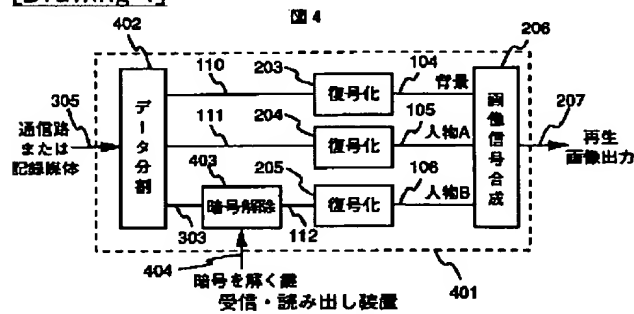 [Drawing 4]
図4
402
206
110
203
104
背景
復号化
207
305
通信路
または
記録媒体
データ分割
111
204
105
人物A
復号化
画像信号合成
再生
画像出力
403
205
106
人物B
暗号解除
復号化
303
112
404
暗号を解く鍵
401
受信・読み出し装置